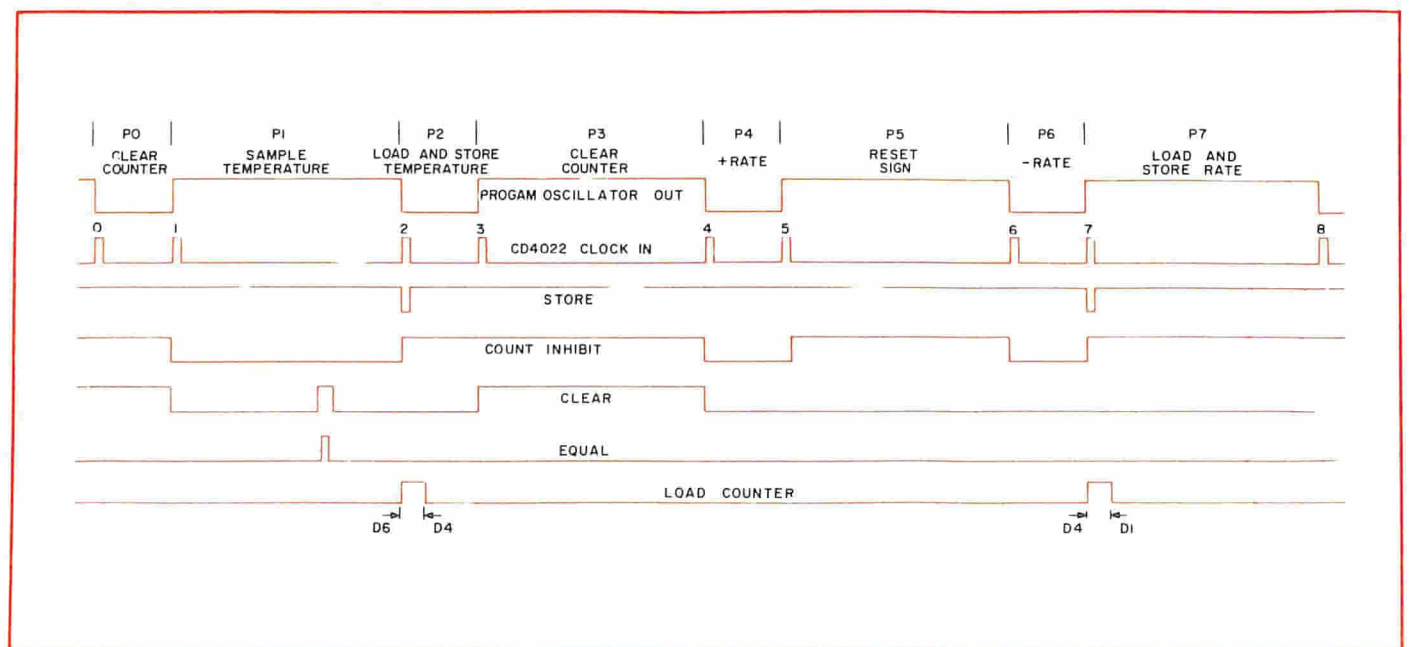 P0 P1 P2 P3 P4 P5 P6 P7
CLEAR COUNTER
SAMPLE TEMPERATURE
LOAD AND STORE TEMPERATURE
CLEAR COUNTER
+RATE
RESET SIGN
-RATE
LOAD AND STORE RATE
PROGAM OSCILLATOR OUT
0 1 2 3 4 5 6 7 8
CD4022 CLOCK IN
STORE
COUNT INHIBIT
CLEAR
EQUAL
LOAD COUNTER
D6 D4 D4 D1